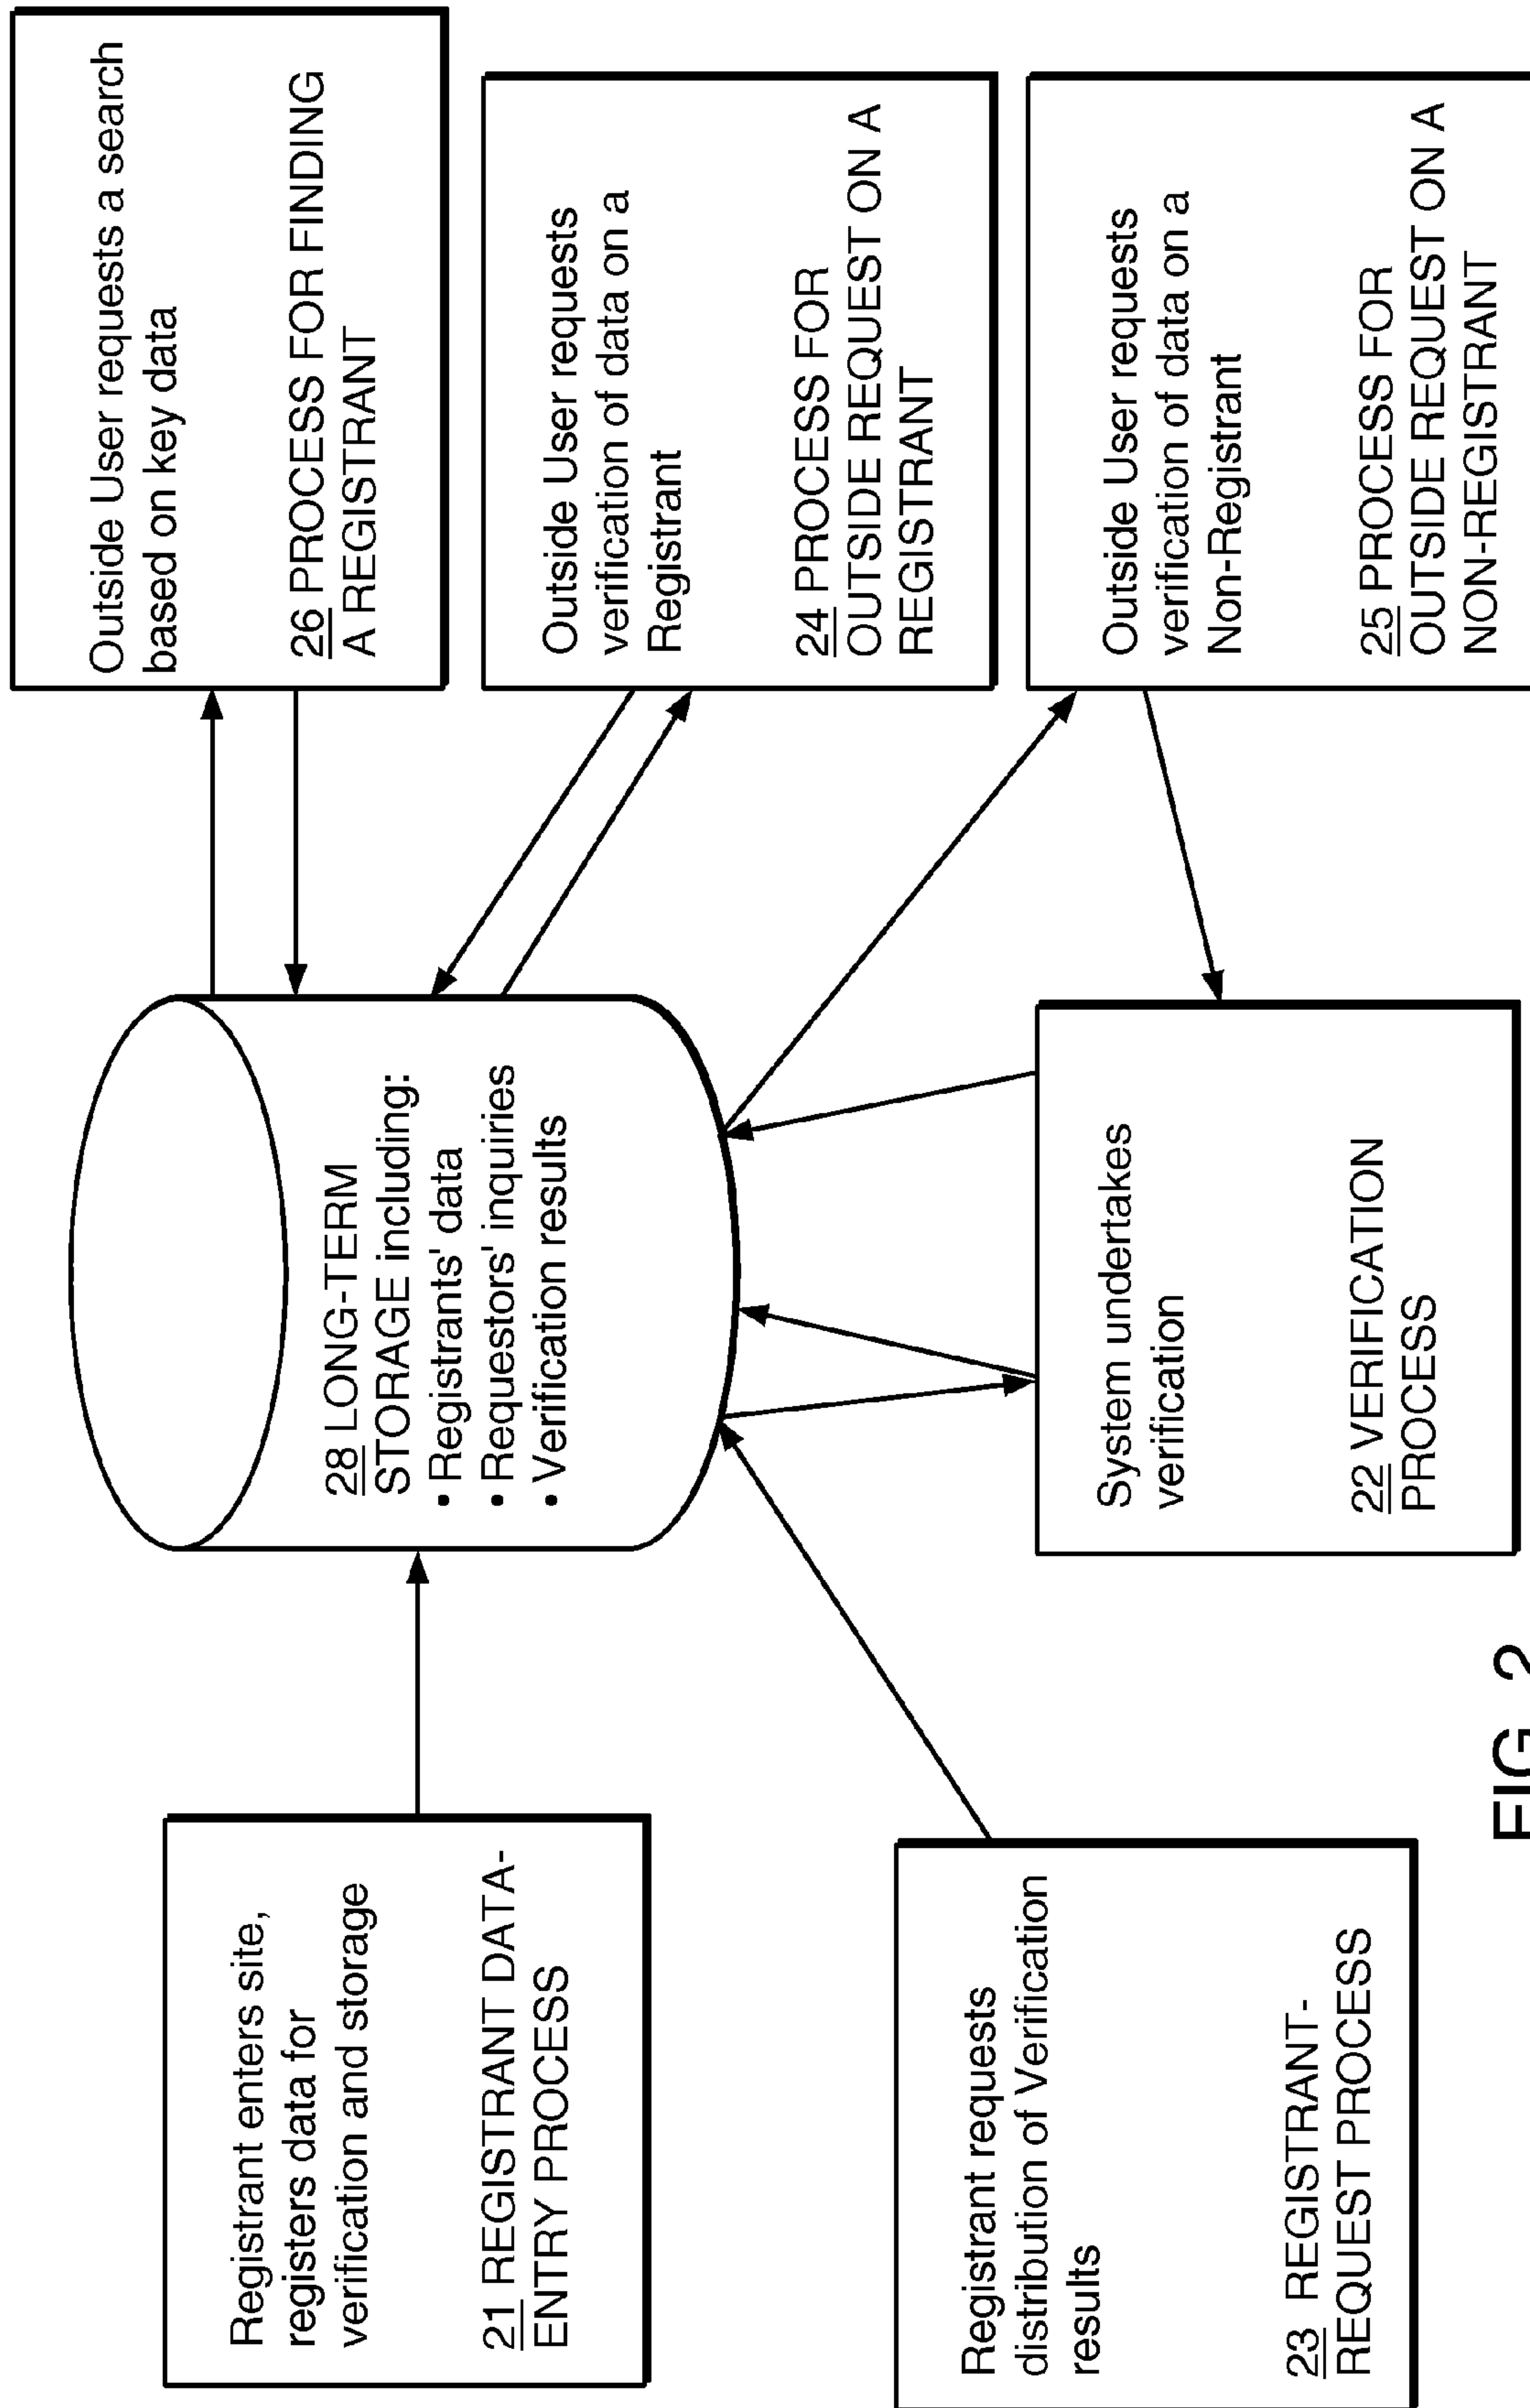 Registrant enters site,
registers data for
verification and storage
21 REGISTRANT DATA-
ENTRY PROCESS
Registrant requests
distribution of Verification
results
23 REGISTRANT-
REQUEST PROCESS
28 LONG-TERM
STORAGE including:
• Registrants' data
• Requestors' inquiries
• Verification results
System undertakes
verification
22 VERIFICATION
PROCESS
Outside User requests a search
based on key data
26 PROCESS FOR FINDING
A REGISTRANT
Outside User requests
verification of data on a
Registrant
24 PROCESS FOR
OUTSIDE REQUEST ON A
REGISTRANT
Outside User requests
verification of data on a
Non-Registrant
25 PROCESS FOR
OUTSIDE REQUEST ON A
NON-REGISTRANT
FIG. 2